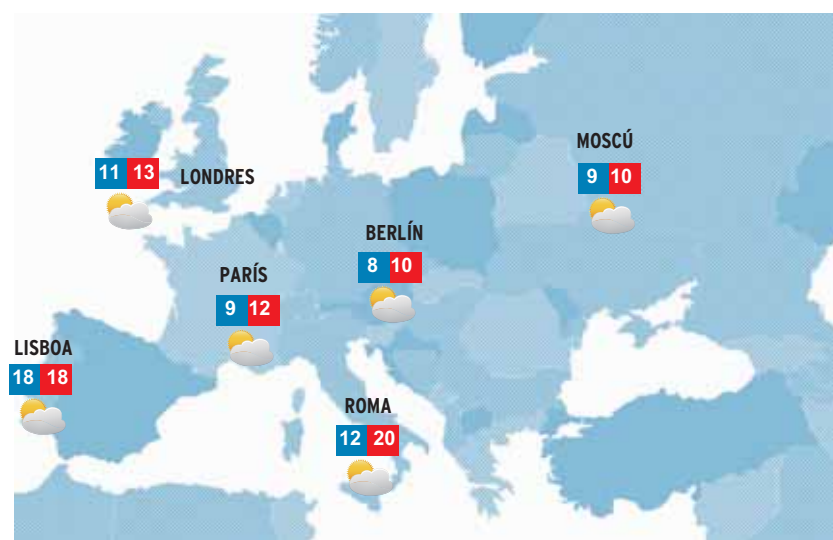 MOSCÚ
9 10
11 13
LONDRES
BERLÍN
8 10
PARÍS
9 12
LISBOA
18 18
ROMA
12 20